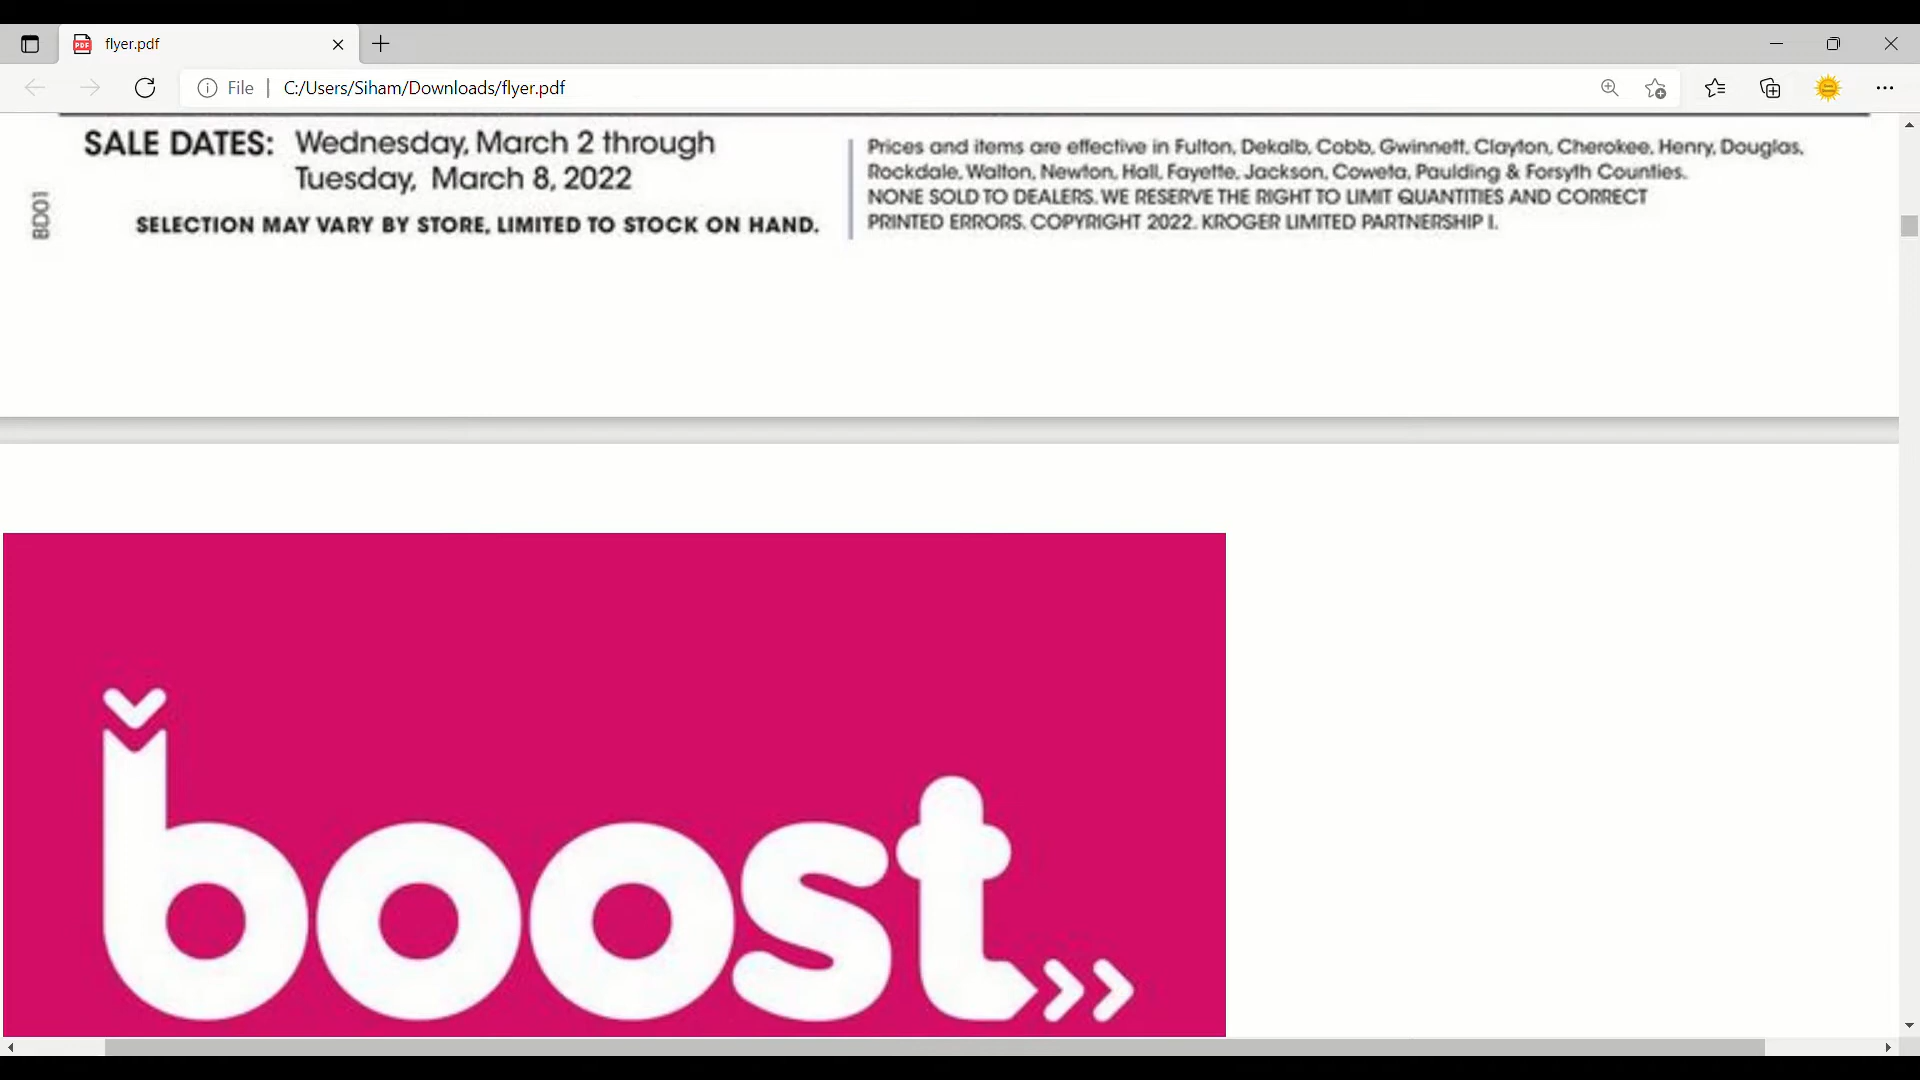 flyer.pdf
File | C:/Users/Siham/Downloads/flyer.pdf
SALE DATES: Wednesday, March 2 through
Tuesday, March 8, 2022
SELECTION MAY VARY BY STORE, LIMITED TO STOCK ON HAND.
BD01
Prices and items are effective in Fulton, Dekalb, Cobb, Gwinnett, Clayton, Cherokee, Henry, Douglas,
Rockdale, Walton, Newton, Hall, Fayette, Jackson, Coweta, Paulding & Forsyth Counties.
NONE SOLD TO DEALERS. WE RESERVE THE RIGHT TO LIMIT QUANTITIES AND CORRECT
PRINTED ERRORS. COPYRIGHT 2022. KROGER LIMITED PARTNERSHIP I.
boost